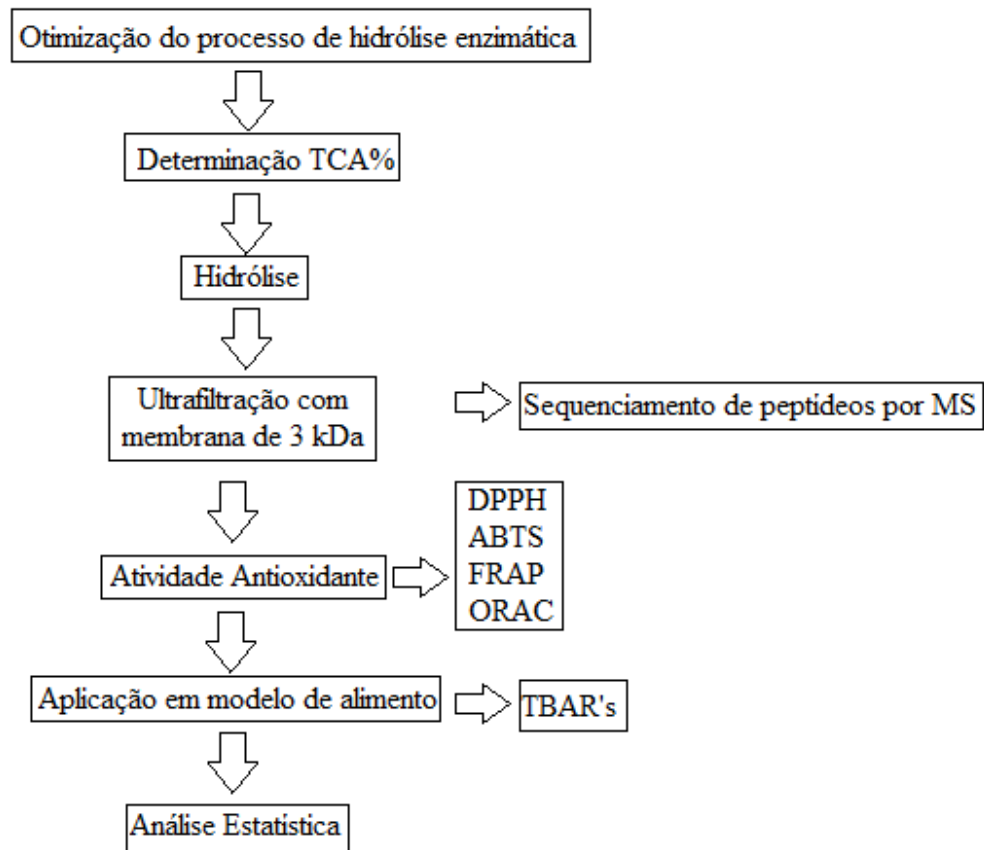 Otimização do processo de hidrólise enzimática
Determinação TCA%
Hidrólise
Ultrafiltração com
membrana de 3 kDa
Sequenciamento de peptídeos por MS
Atividade Antioxidante
DPPH
ABTS
FRAP
ORAC
Aplicação em modelo de alimento
TBAR's
Análise Estatística